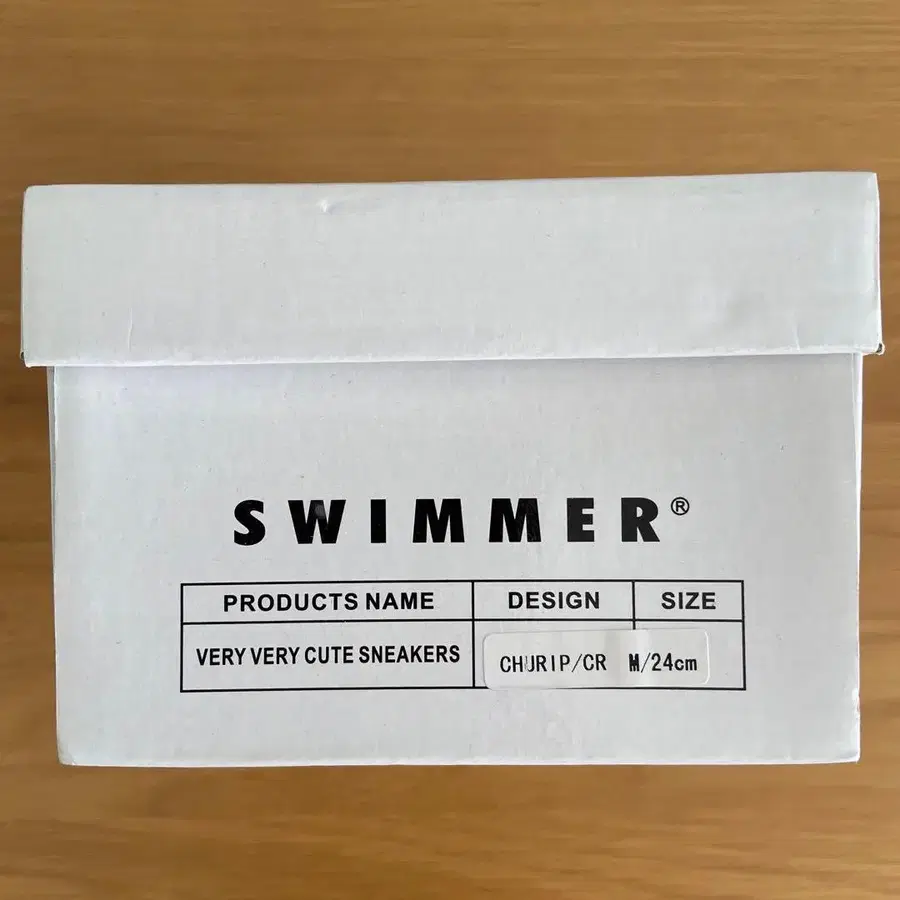 SWIMMER®
PRODUCTS NAME DESIGN SIZE
VERY VERY CUTE SNEAKERS CHURIP/CR M/24cm